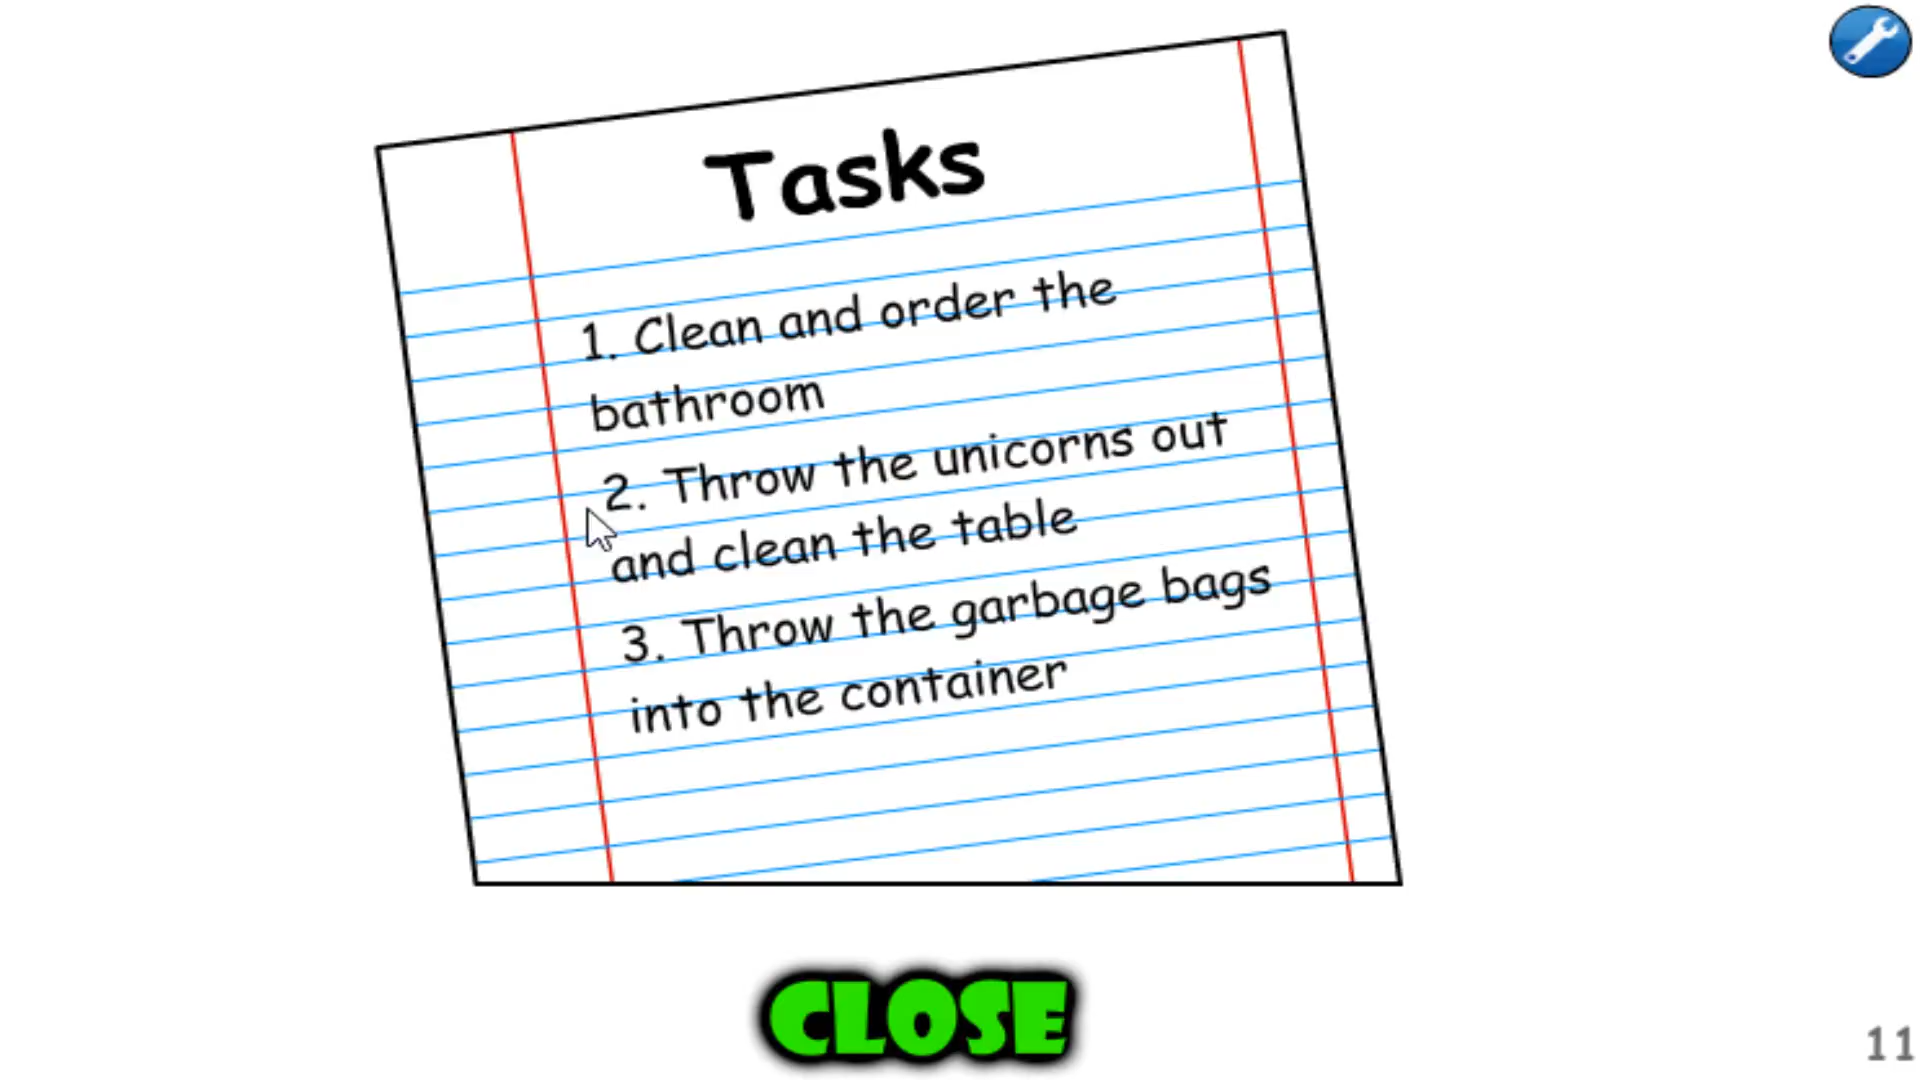 Tasks
1. Clean and order the
bathroom
2. Throw the unicorns out
and clean the table
3. Throw the garbage bags
into the container
CLOSE
11